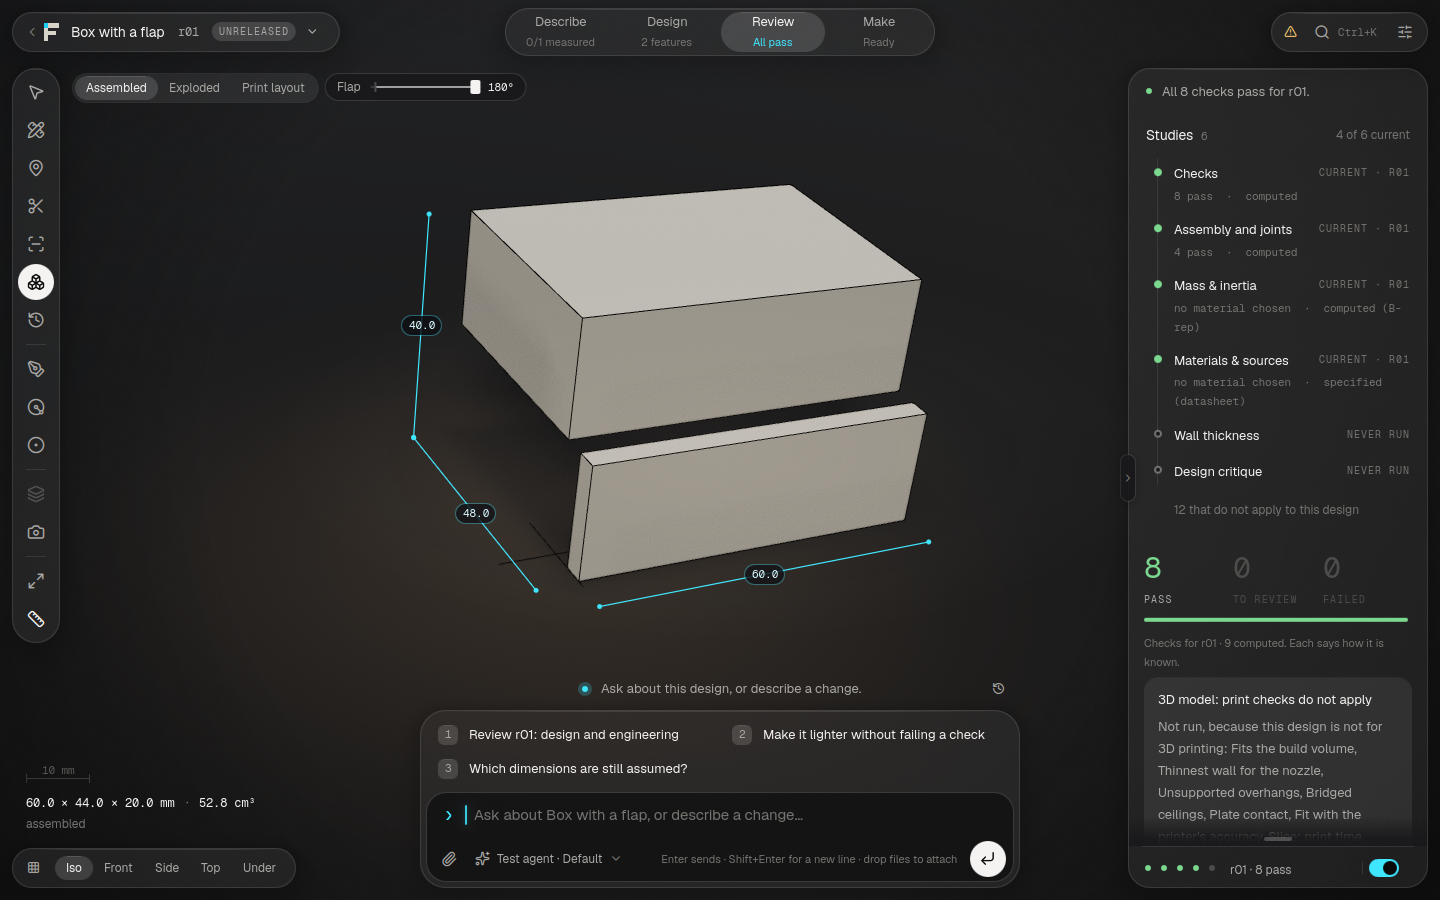 Box with a flap r01 UNRELEASED
Describe
0/1 measured
Design
2 features
Review
All pass
Make
Ready
Ctrl+K
Assembled Exploded Print layout
Flap 180°
40.0
48.0
60.0
10 mm
60.0 × 44.0 × 20.0 mm · 52.8 cm³
assembled
Iso Front Side Top Under
Ask about this design, or describe a change.
1 Review r01: design and engineering
2 Make it lighter without failing a check
3 Which dimensions are still assumed?
Ask about Box with a flap, or describe a change...
Test agent · Default
Enter sends · Shift+Enter for a new line · drop files to attach
All 8 checks pass for r01.
Studies 6 4 of 6 current
Checks CURRENT · R01
8 pass · computed
Assembly and joints CURRENT · R01
4 pass · computed
Mass & inertia CURRENT · R01
no material chosen · computed (B-
rep)
Materials & sources CURRENT · R01
no material chosen · specified
(datasheet)
Wall thickness NEVER RUN
Design critique NEVER RUN
12 that do not apply to this design
8 0 0
PASS TO REVIEW FAILED
Checks for r01 · 9 computed. Each says how it is
known.
3D model: print checks do not apply
Not run, because this design is not for
3D printing: Fits the build volume,
Thinnest wall for the nozzle,
Unsupported overhangs, Bridged
ceilings, Plate contact, Fit with the
printer's accuracy, Slicer print time
r01 · 8 pass